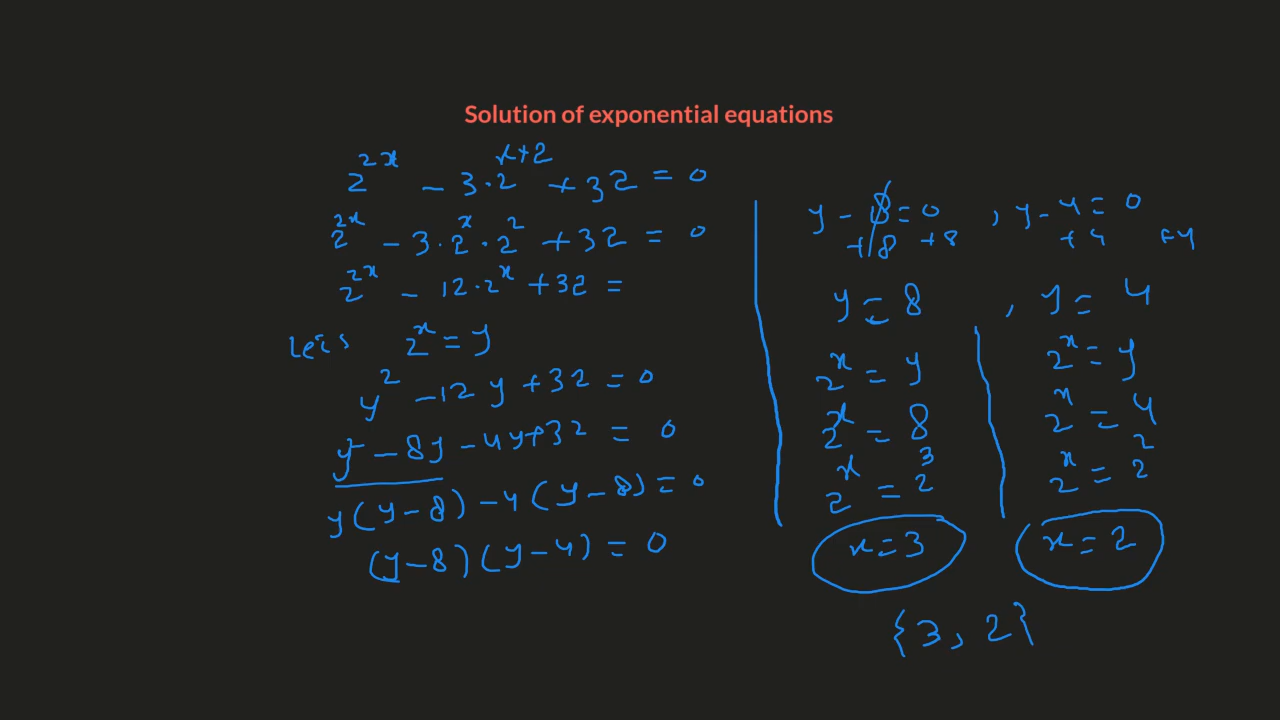 Solution of exponential equations
2^{2x} - 3·2^{x+2} + 32 = 0
2^{2x} - 3·2^x·2^2 + 32 = 0
2^{2x} - 12·2^x + 32 =
Let's 2^x = y
y^2 - 12y + 32 = 0
y^2 - 8y - 4y + 32 = 0
y(y-8) - 4(y-8) = 0
(y-8)(y-4) = 0
y - 8 = 0 , y - 4 = 0
+8 +8 +4 +4
y = 8 , y = 4
2^x = y
2^x = 8
2^x = 2^3
x = 3
2^x = y
2^x = 4
2^x = 2^2
x = 2
{3, 2}